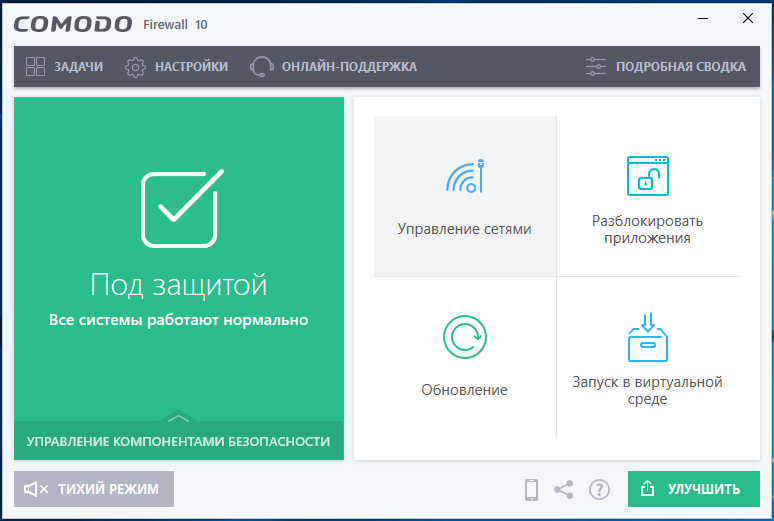 COMODO Firewall 10
ЗАДАЧИ НАСТРОЙКИ ОНЛАЙН-ПОДДЕРЖКА ПОДРОБНАЯ СВОДКА
Под защитой
Все системы работают нормально
УПРАВЛЕНИЕ КОМПОНЕНТАМИ БЕЗОПАСНОСТИ
Управление сетями
Разблокировать
приложения
Обновление
Запуск в виртуальной
среде
ТИХИЙ РЕЖИМ
?
УЛУЧШИТЬ